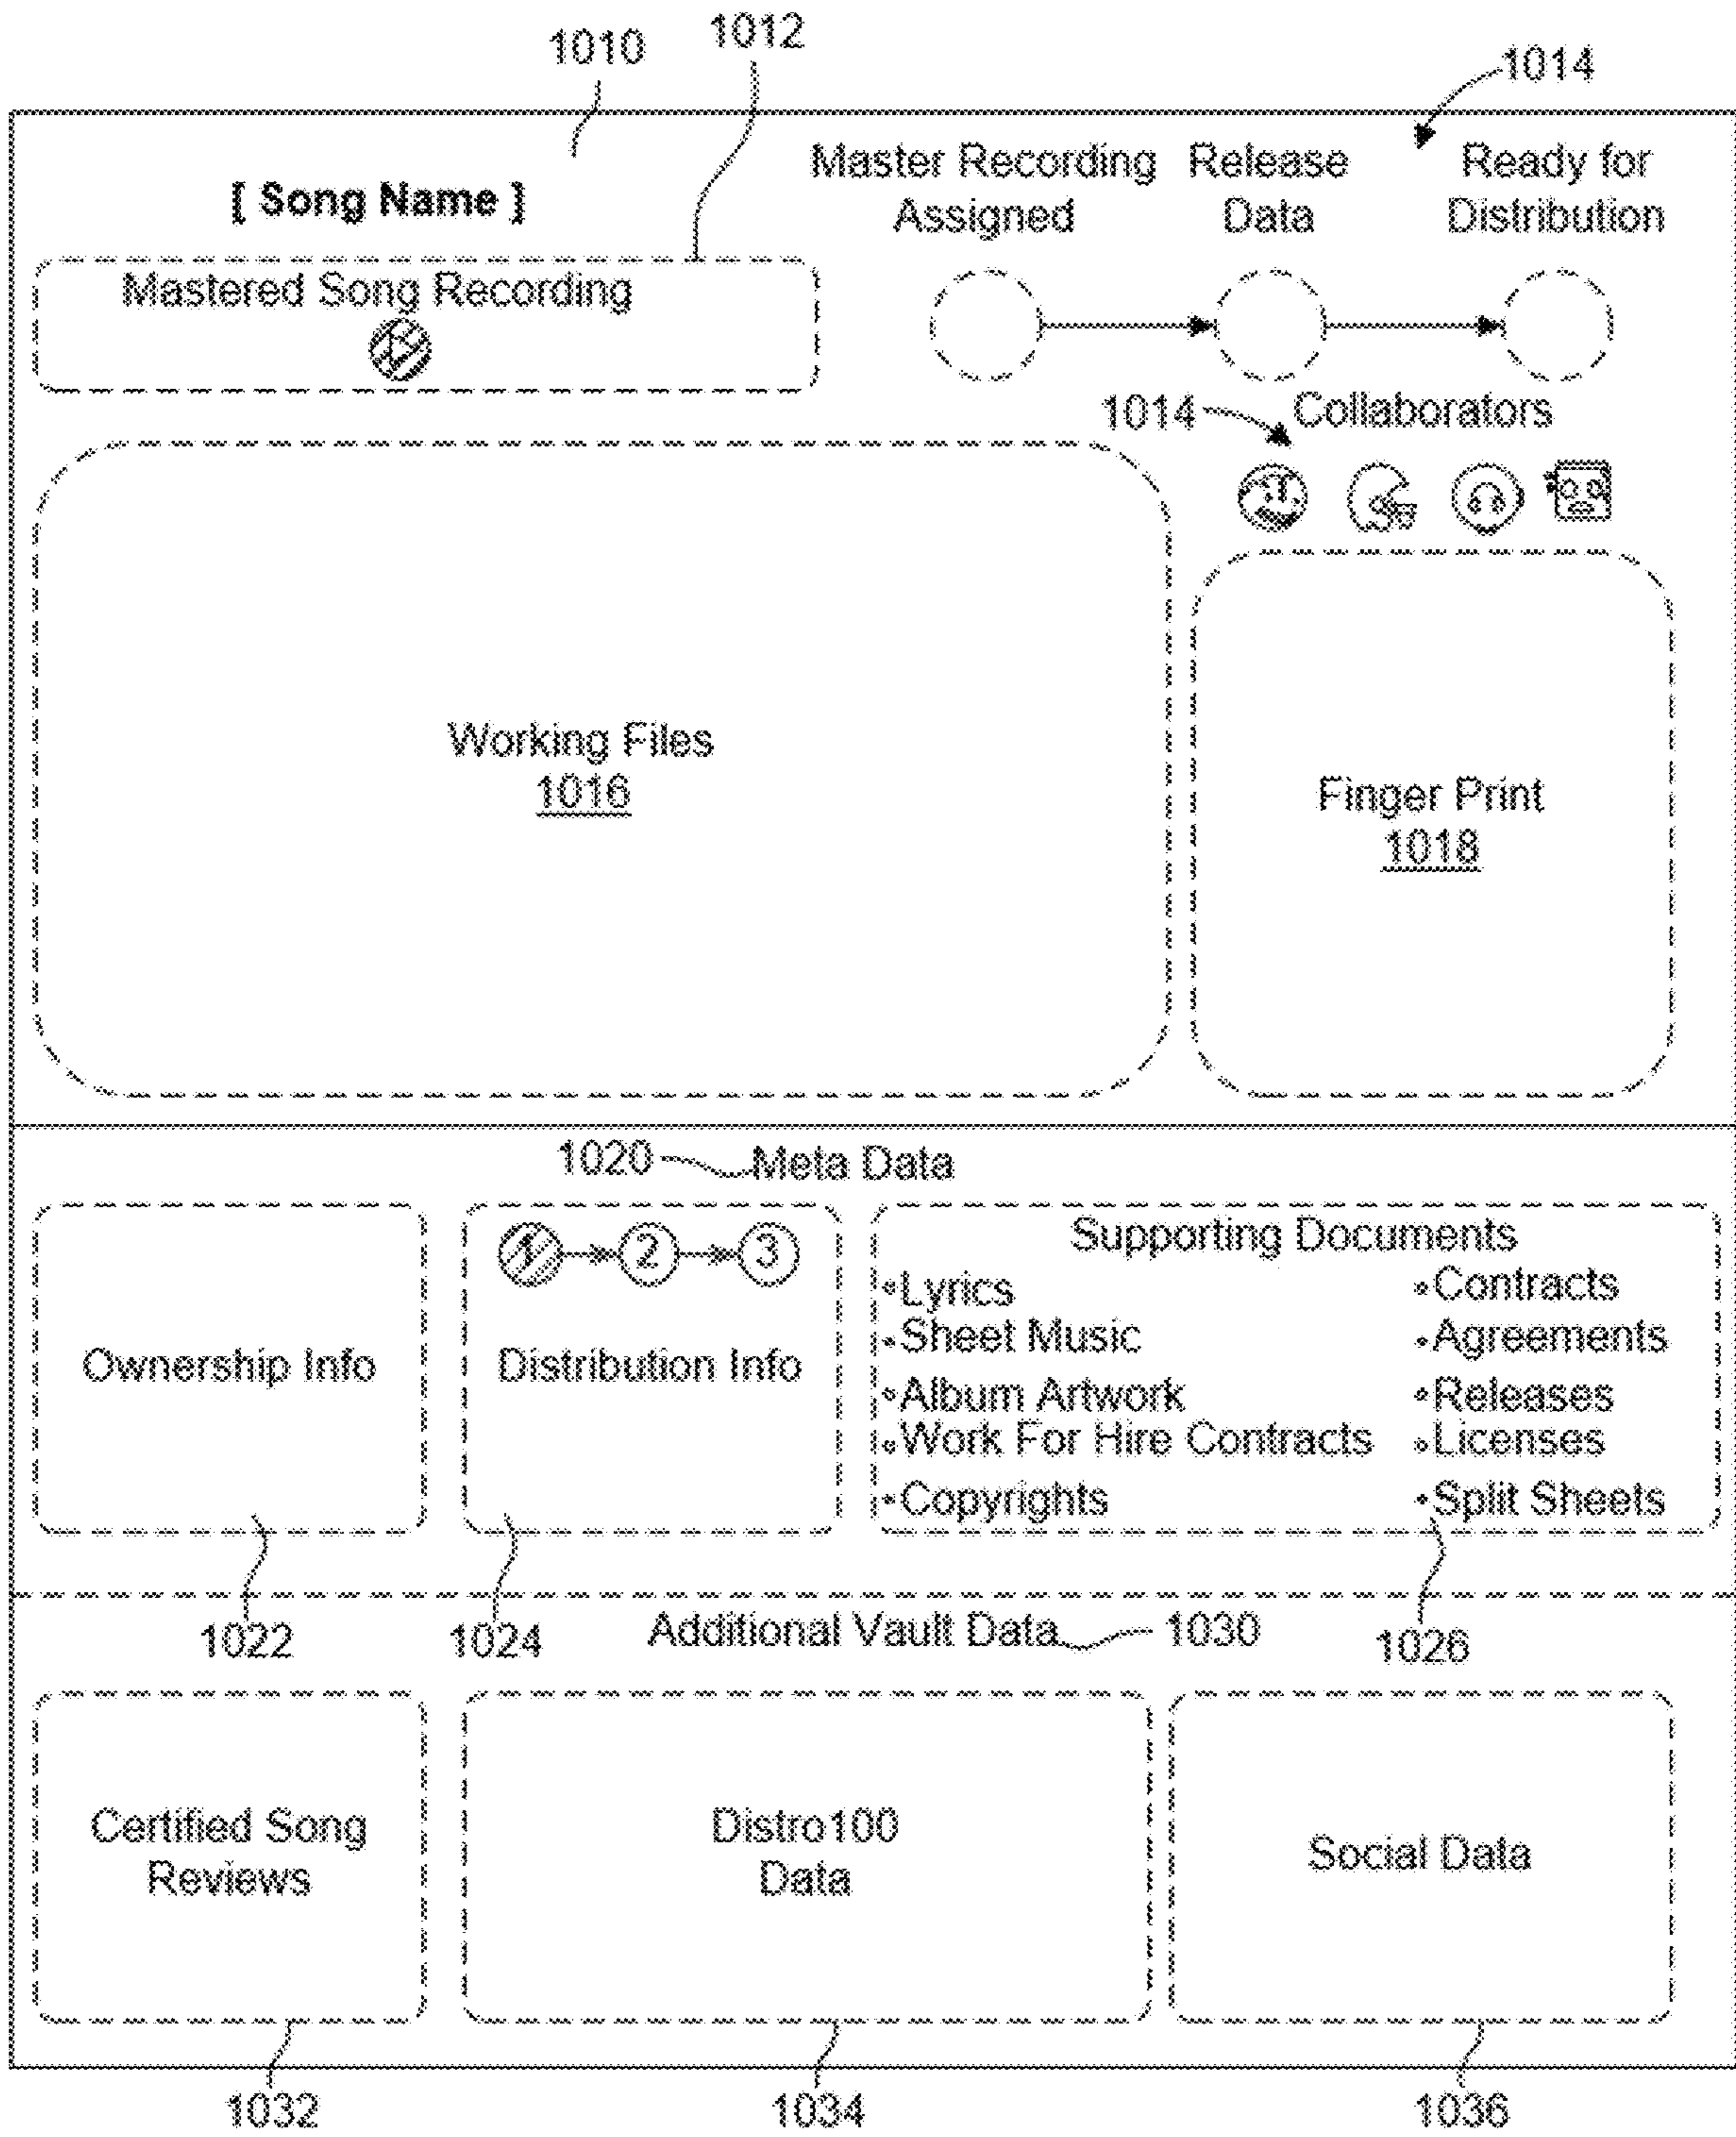 1010
1012
1014
[ Song Name ]
Master Recording
Assigned
Release
Data
Ready for
Distribution
Mastered Song Recording
1014
Collaborators
Working Files
1016
Finger Print
1018
1020
Meta Data
Ownership Info
1
2
3
Distribution Info
Supporting Documents
•Lyrics
•Sheet Music
•Album Artwork
•Work For Hire Contracts
•Copyrights
•Contracts
•Agreements
•Releases
•Licenses
•Split Sheets
1022
1024
1026
Additional Vault Data
1030
Certified Song
Reviews
Distro100
Data
Social Data
1032
1034
1036